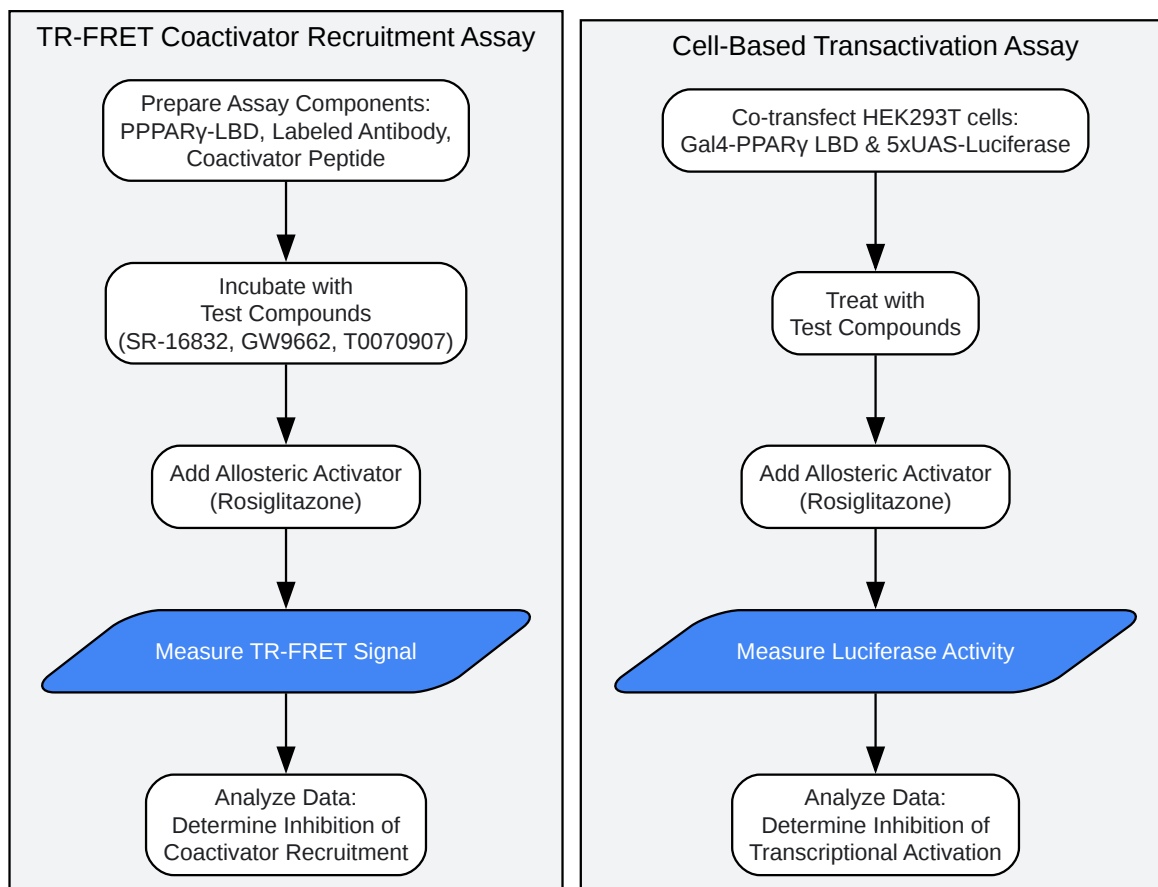 TR-FRET Coactivator Recruitment Assay
Prepare Assay Components:
PPPARγ-LBD, Labeled Antibody,
Coactivator Peptide
Incubate with
Test Compounds
(SR-16832, GW9662, T0070907)
Add Allosteric Activator
(Rosiglitazone)
Measure TR-FRET Signal
Analyze Data:
Determine Inhibition of
Coactivator Recruitment
Cell-Based Transactivation Assay
Co-transfect HEK293T cells:
Gal4-PPARγ LBD & 5xUAS-Luciferase
Treat with
Test Compounds
Add Allosteric Activator
(Rosiglitazone)
Measure Luciferase Activity
Analyze Data:
Determine Inhibition of
Transcriptional Activation